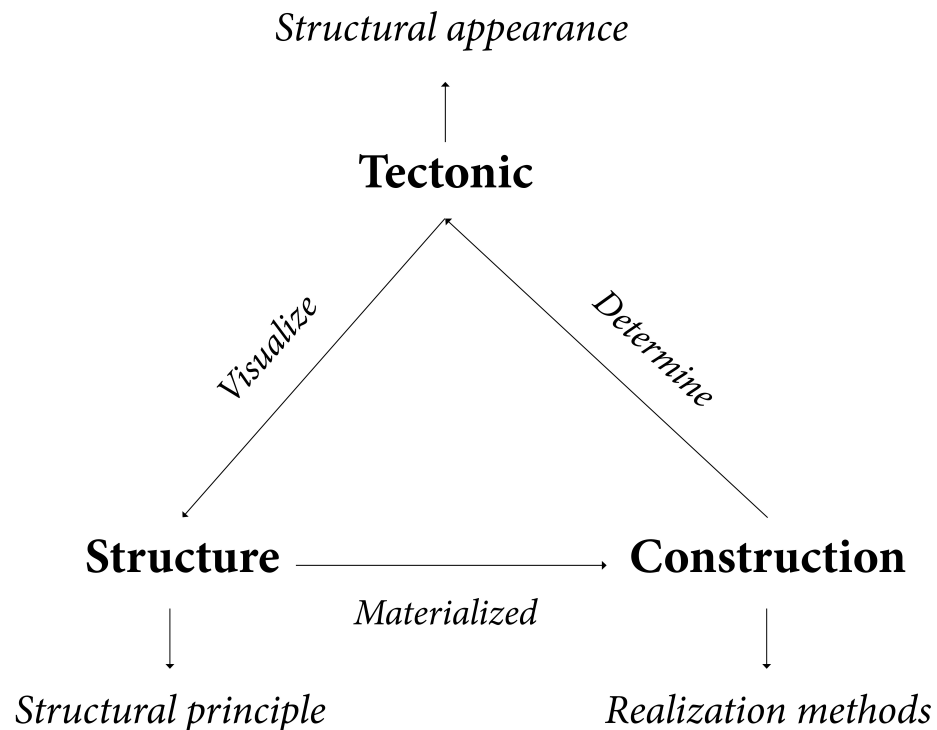 Structural appearance
Tectonic
Visualize
Determine
Structure
Construction
Materialized
Structural principle
Realization methods